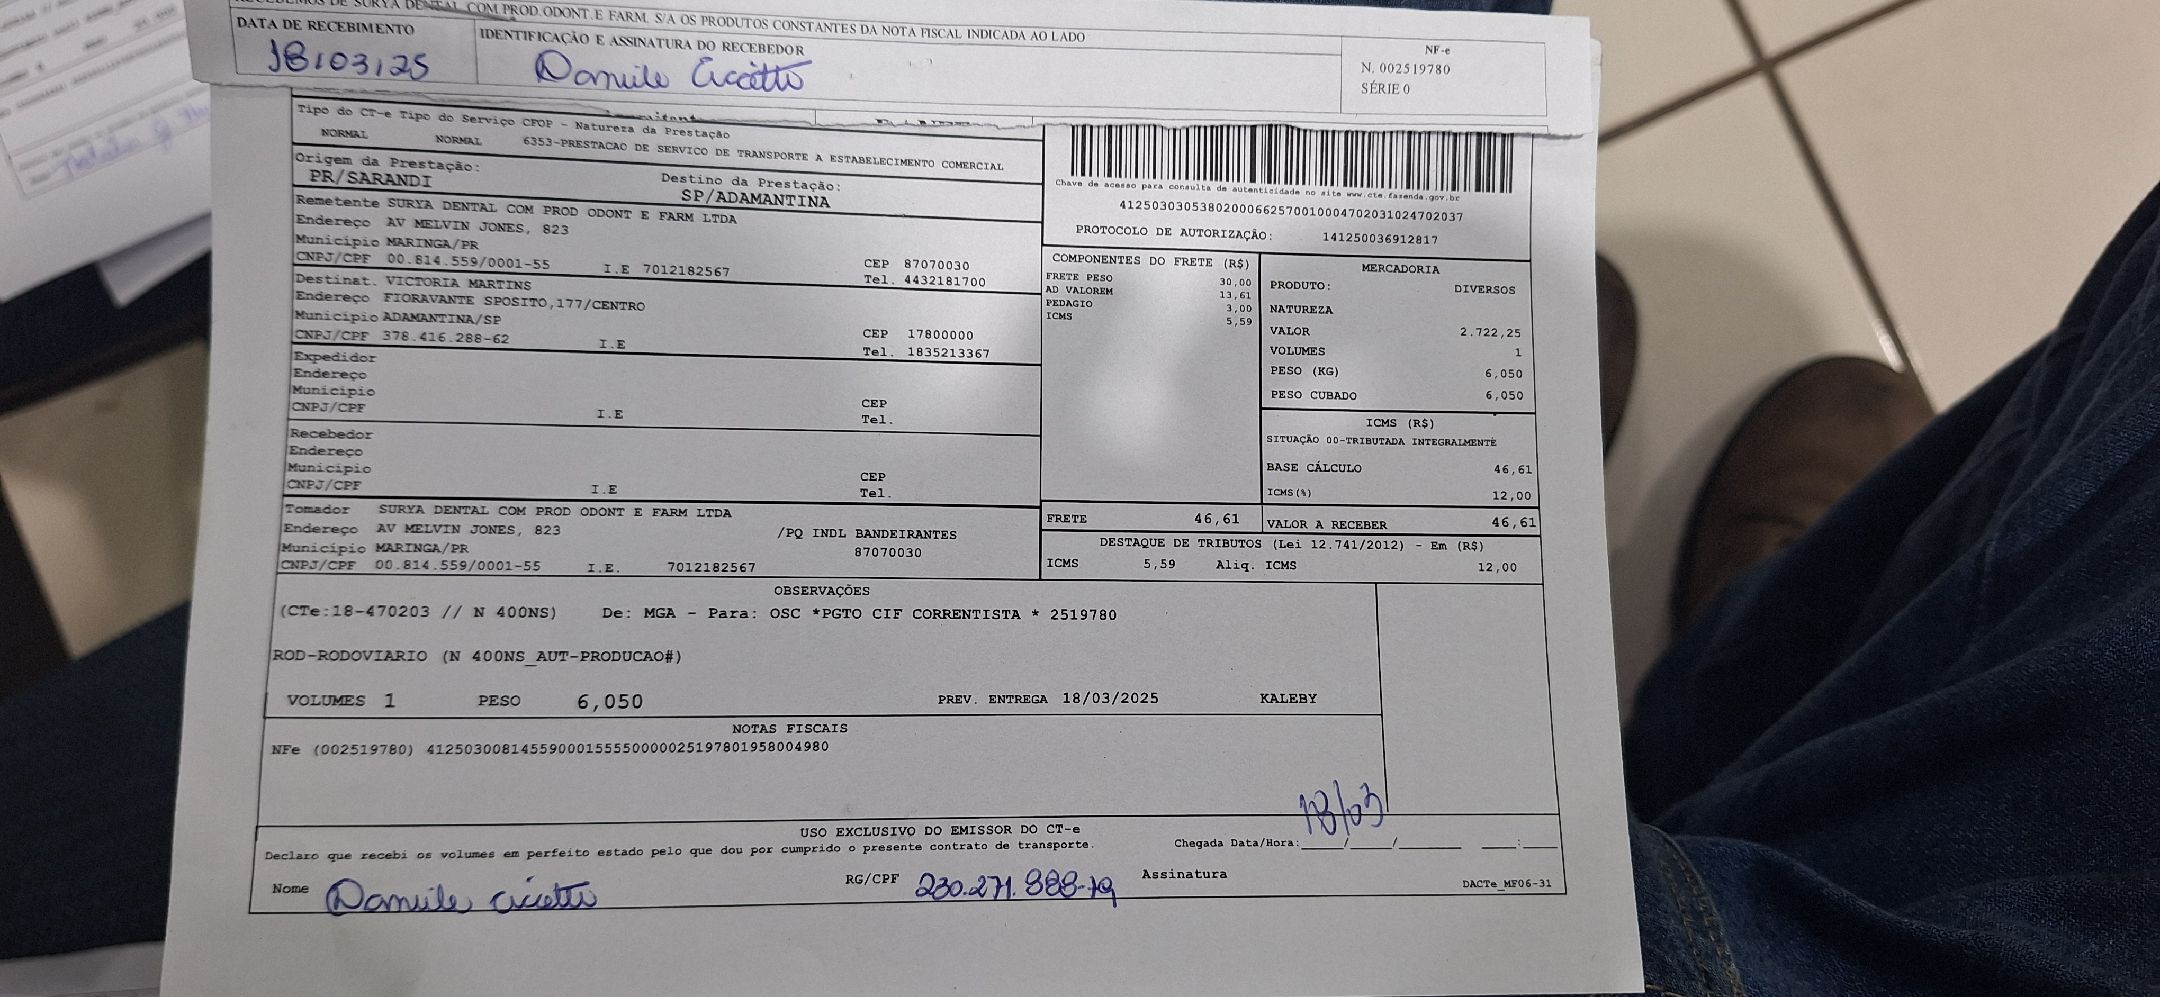 DE SURYA DENTAL COM.PROD.ODONT.E FARM. S/A OS PRODUTOS CONSTANTES DA NOTA FISCAL INDICADA AO LADO
DATA DE RECEBIMENTO
18/03/25
IDENTIFICAÇÃO E ASSINATURA DO RECEBEDOR
NF-e
N. 002519780
SÉRIE 0
Tipo do CT-e Tipo do Serviço CFOP - Natureza da Prestação
NORMAL NORMAL 6353-PRESTACAO DE SERVICO DE TRANSPORTE A ESTABELECIMENTO COMERCIAL
Origem da Prestação: Destino da Prestação:
PR/SARANDI SP/ADAMANTINA
Remetente SURYA DENTAL COM PROD ODONT E FARM LTDA
Endereço AV MELVIN JONES, 823
Município MARINGA/PR CEP 87070030
CNPJ/CPF 00.814.559/0001-55 I.E 7012182567 Tel. 4432181700
Destinat. VICTORIA MARTINS
Endereço FIORAVANTE SPOSITO,177/CENTRO
Município ADAMANTINA/SP CEP 17800000
CNPJ/CPF 378.416.288-62 I.E Tel. 1835213367
Expedidor
Endereço
Município CEP
CNPJ/CPF I.E Tel.
Recebedor
Endereço
Município CEP
CNPJ/CPF I.E Tel.
Tomador SURYA DENTAL COM PROD ODONT E FARM LTDA
Endereço AV MELVIN JONES, 823 /PQ INDL BANDEIRANTES
Município MARINGA/PR 87070030
CNPJ/CPF 00.814.559/0001-55 I.E. 7012182567
Chave de acesso para consulta de autenticidade no site www.cte.fazenda.gov.br
41250303053802000662570010004702031024702037
PROTOCOLO DE AUTORIZAÇÃO: 141250036912817
COMPONENTES DO FRETE (R$)
FRETE PESO 30,00
AD VALOREM 13,61
PEDAGIO 3,00
ICMS 5,59
MERCADORIA
PRODUTO: DIVERSOS
NATUREZA
VALOR 2.722,25
VOLUMES 1
PESO (KG) 6,050
PESO CUBADO 6,050
ICMS (R$)
SITUAÇÃO 00-TRIBUTADA INTEGRALMENTE
BASE CÁLCULO 46,61
ICMS(%) 12,00
FRETE 46,61 VALOR A RECEBER 46,61
DESTAQUE DE TRIBUTOS (Lei 12.741/2012) - Em (R$)
ICMS 5,59 Aliq. ICMS 12,00
OBSERVAÇÕES
(CTe:18-470203 // N 400NS) De: MGA - Para: OSC *PGTO CIF CORRENTISTA * 2519780
ROD-RODOVIARIO (N 400NS_AUT-PRODUCAO#)
VOLUMES 1 PESO 6,050 PREV. ENTREGA 18/03/2025 KALEBY
NOTAS FISCAIS
NFe (002519780) 41250300814559000155550000025197801958004980
18/03
USO EXCLUSIVO DO EMISSOR DO CT-e
Declaro que recebi os volumes em perfeito estado pelo que dou por cumprido o presente contrato de transporte. Chegada Data/Hora:_____/_____/_______ ____:____
Nome RG/CPF 230.271.888-19 Assinatura
DACTe_MF06-31